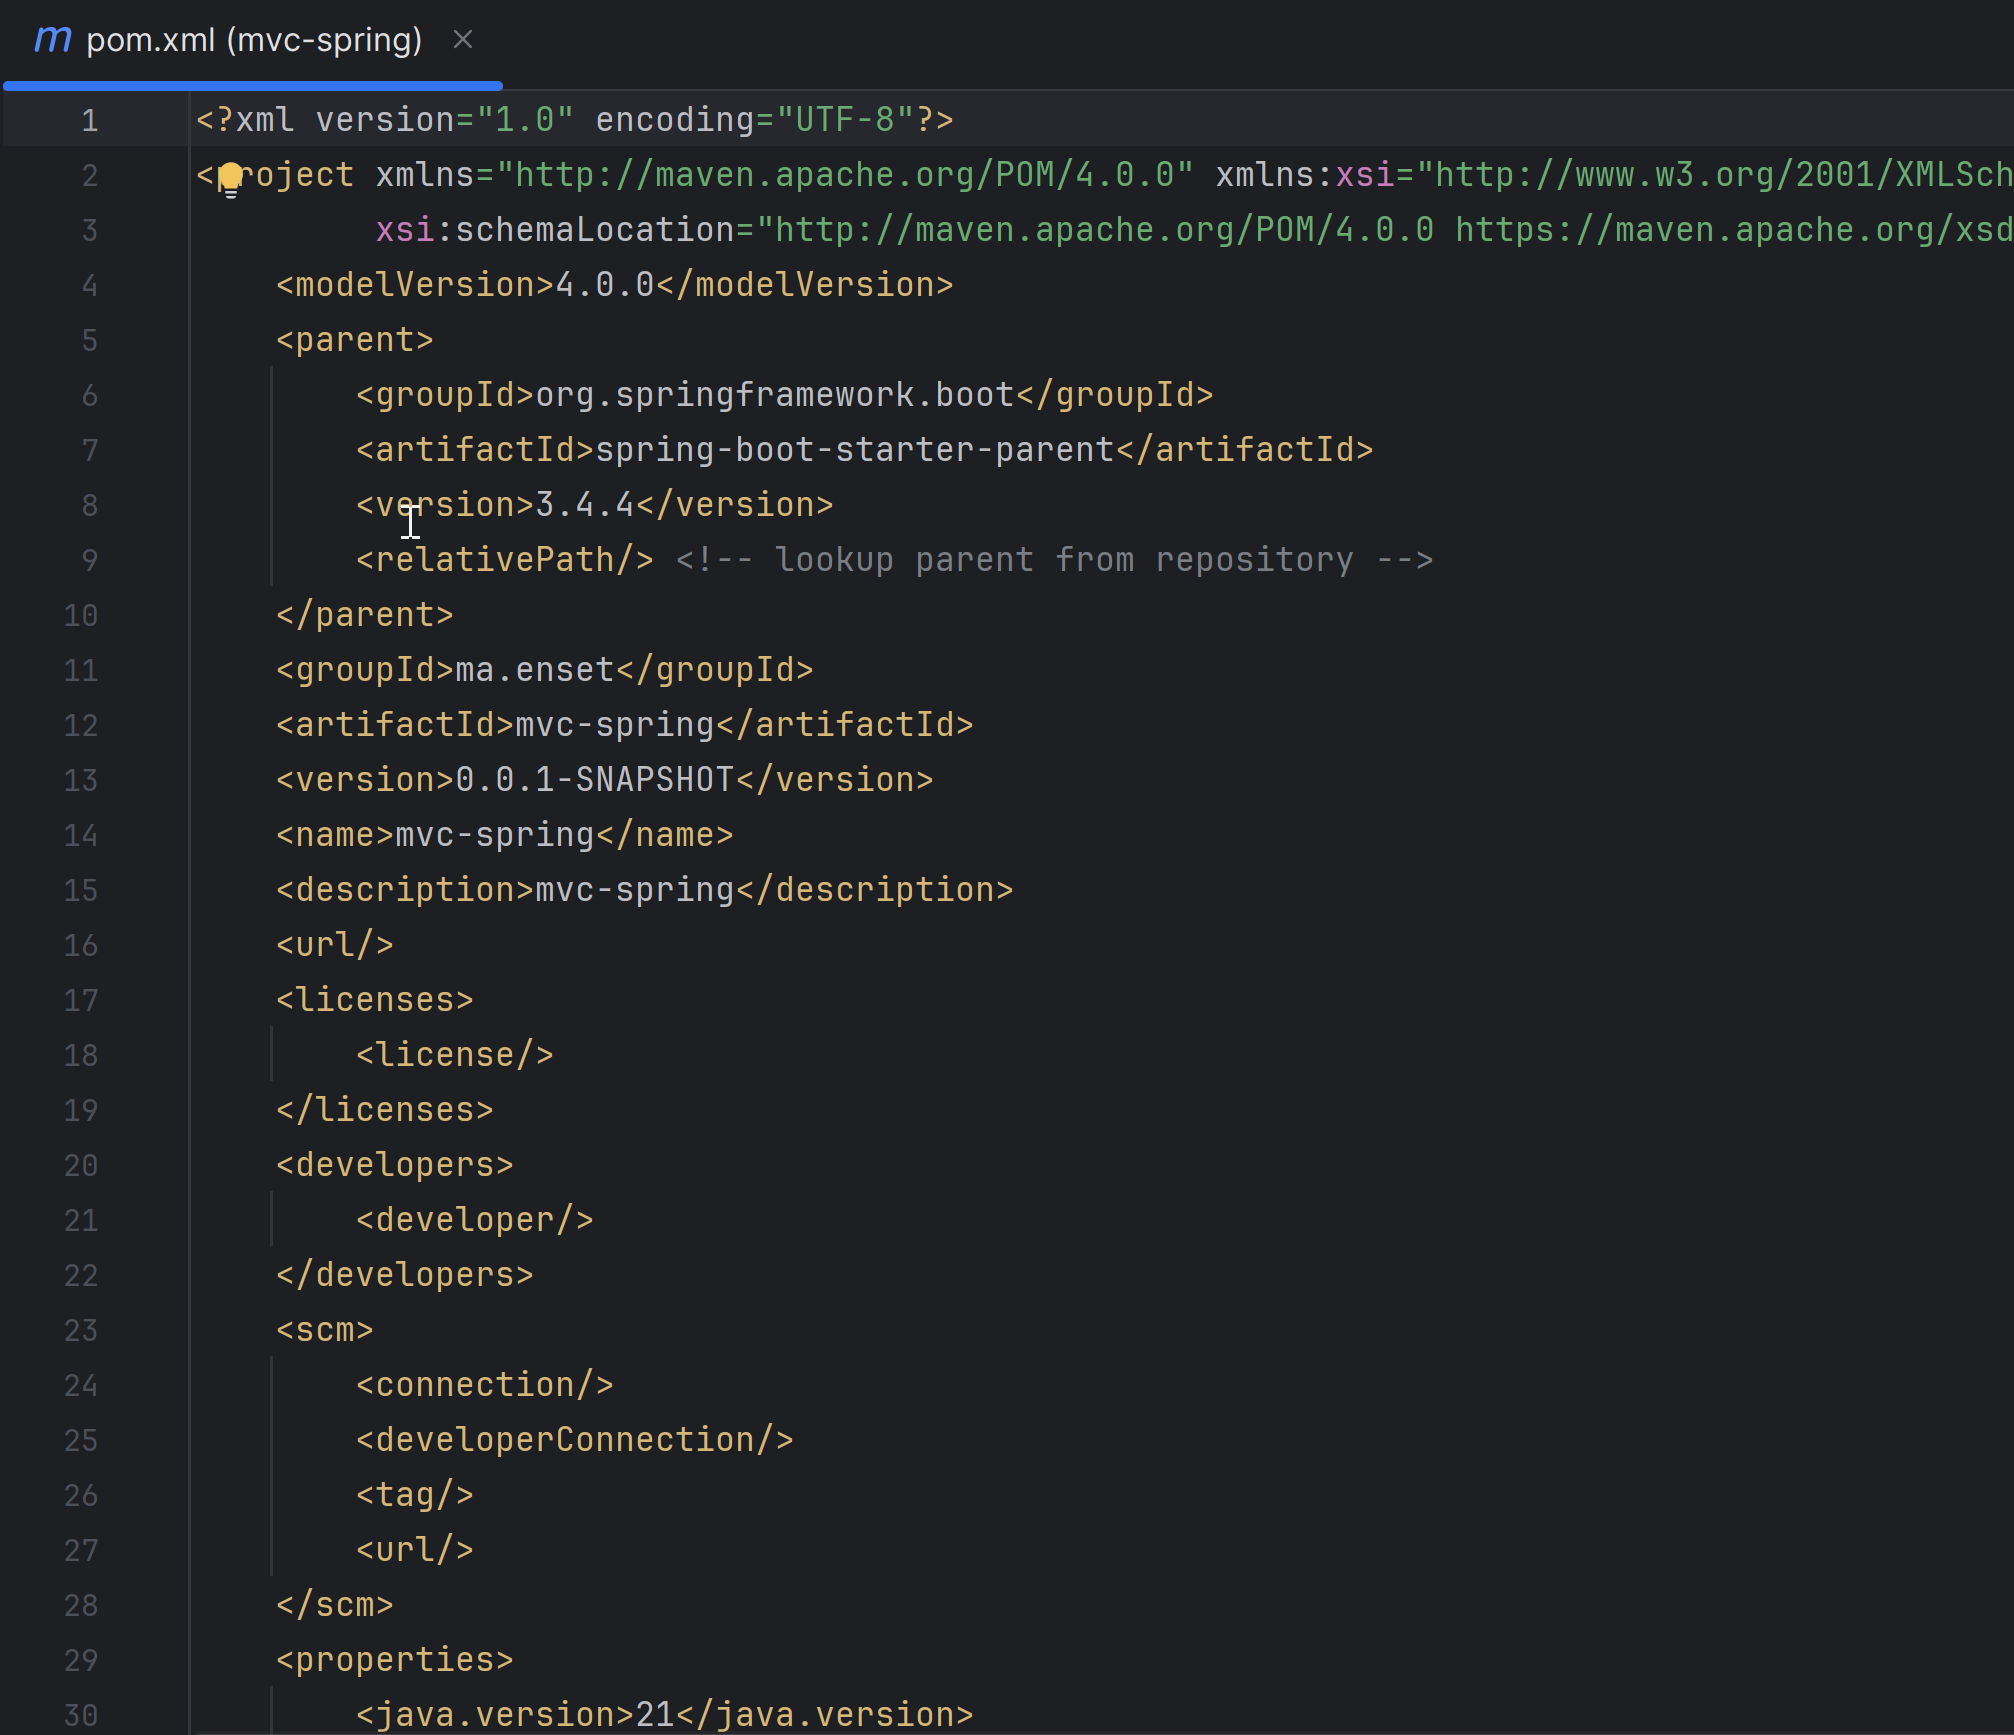 m pom.xml (mvc-spring) ×
1 <?xml version="1.0" encoding="UTF-8"?>
2 <project xmlns="http://maven.apache.org/POM/4.0.0" xmlns:xsi="http://www.w3.org/2001/XMLSch
3 xsi:schemaLocation="http://maven.apache.org/POM/4.0.0 https://maven.apache.org/xsd
4 <modelVersion>4.0.0</modelVersion>
5 <parent>
6 <groupId>org.springframework.boot</groupId>
7 <artifactId>spring-boot-starter-parent</artifactId>
8 <version>3.4.4</version>
9 <relativePath/> <!-- lookup parent from repository -->
10 </parent>
11 <groupId>ma.enset</groupId>
12 <artifactId>mvc-spring</artifactId>
13 <version>0.0.1-SNAPSHOT</version>
14 <name>mvc-spring</name>
15 <description>mvc-spring</description>
16 <url/>
17 <licenses>
18 <license/>
19 </licenses>
20 <developers>
21 <developer/>
22 </developers>
23 <scm>
24 <connection/>
25 <developerConnection/>
26 <tag/>
27 <url/>
28 </scm>
29 <properties>
30 <java.version>21</java.version>